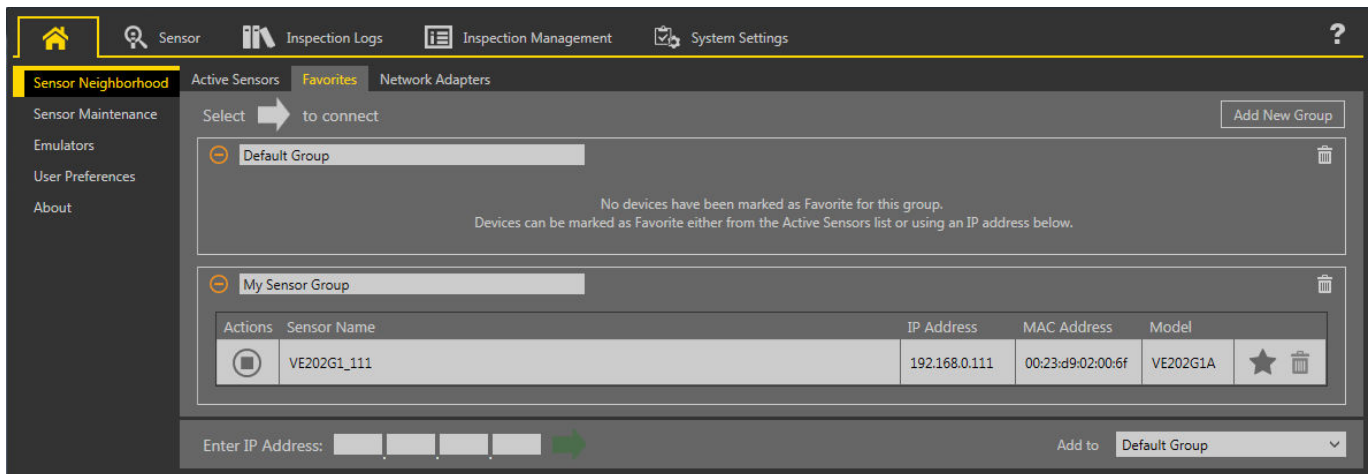 Sensor Inspection Logs Inspection Management System Settings ?
Sensor Neighborhood
Sensor Maintenance
Emulators
User Preferences
About
Active Sensors Favorites Network Adapters
Select to connect Add New Group
Default Group
No devices have been marked as Favorite for this group.
Devices can be marked as Favorite either from the Active Sensors list or using an IP address below.
My Sensor Group
Actions Sensor Name IP Address MAC Address Model
VE202G1_111 192.168.0.111 00:23:d9:02:00:6f VE202G1A
Enter IP Address: . . . Add to Default Group